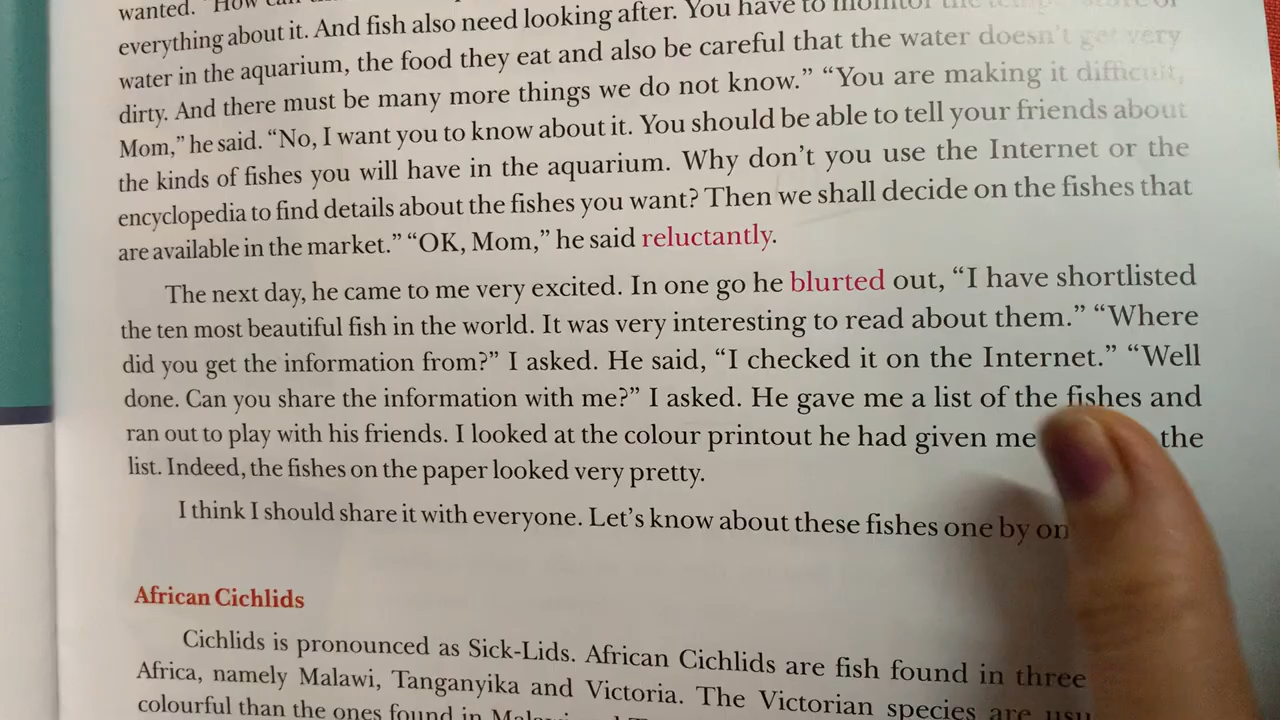 wanted. "How can
everything about it. And fish also need looking after. You have to monitor the temperature of
water in the aquarium, the food they eat and also be careful that the water doesn't get very
dirty. And there must be many more things we do not know." "You are making it difficult,
Mom," he said. "No, I want you to know about it. You should be able to tell your friends about
the kinds of fishes you will have in the aquarium. Why don't you use the Internet or the
encyclopedia to find details about the fishes you want? Then we shall decide on the fishes that
are available in the market." "OK, Mom," he said reluctantly.
The next day, he came to me very excited. In one go he blurted out, "I have shortlisted
the ten most beautiful fish in the world. It was very interesting to read about them." "Where
did you get the information from?" I asked. He said, "I checked it on the Internet." "Well
done. Can you share the information with me?" I asked. He gave me a list of the fishes and
ran out to play with his friends. I looked at the colour printout he had given me the
list. Indeed, the fishes on the paper looked very pretty.
I think I should share it with everyone. Let's know about these fishes one by
African Cichlids
Cichlids is pronounced as Sick-Lids. African Cichlids are fish found in three
Africa, namely Malawi, Tanganyika and Victoria. The Victorian species are
colourful than the ones found in